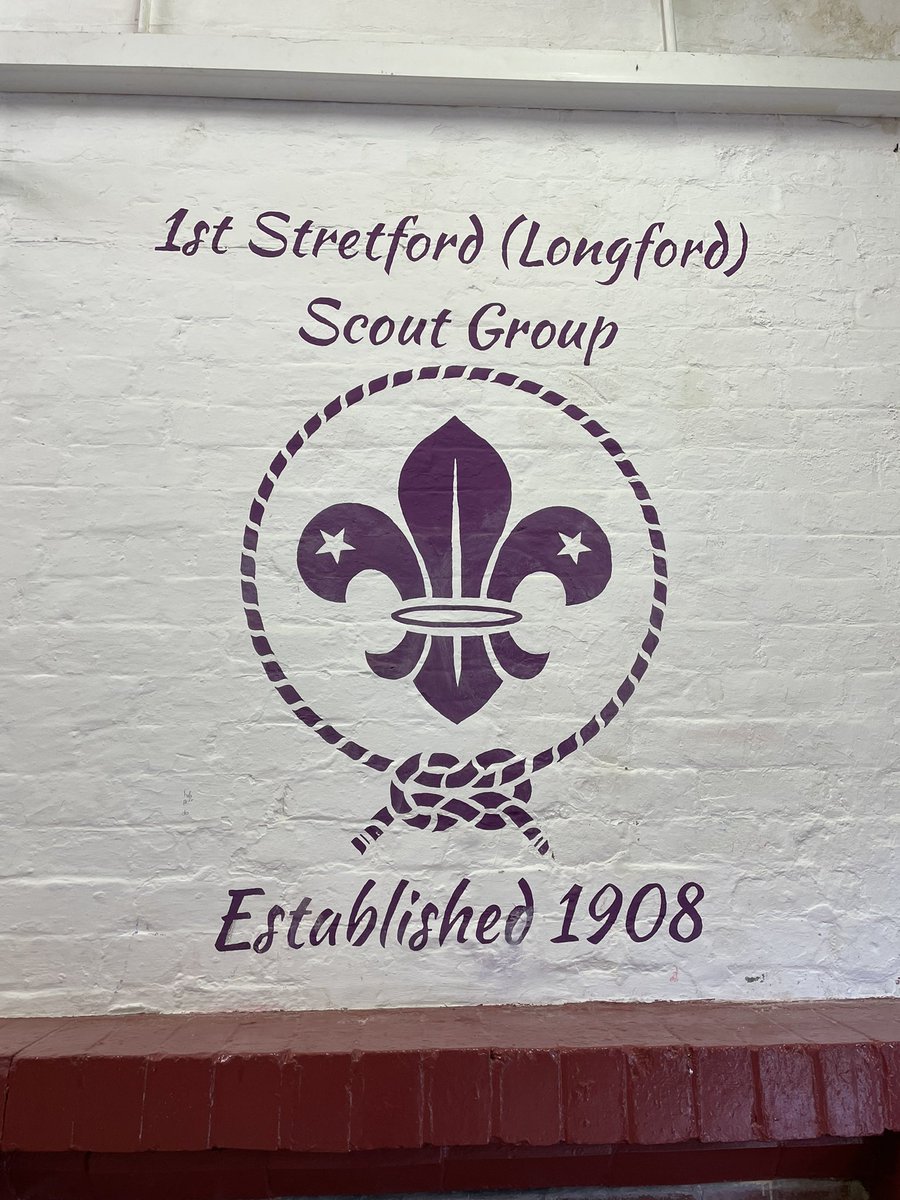 1st Stretford (Longford)
Scout Group
Established 1908